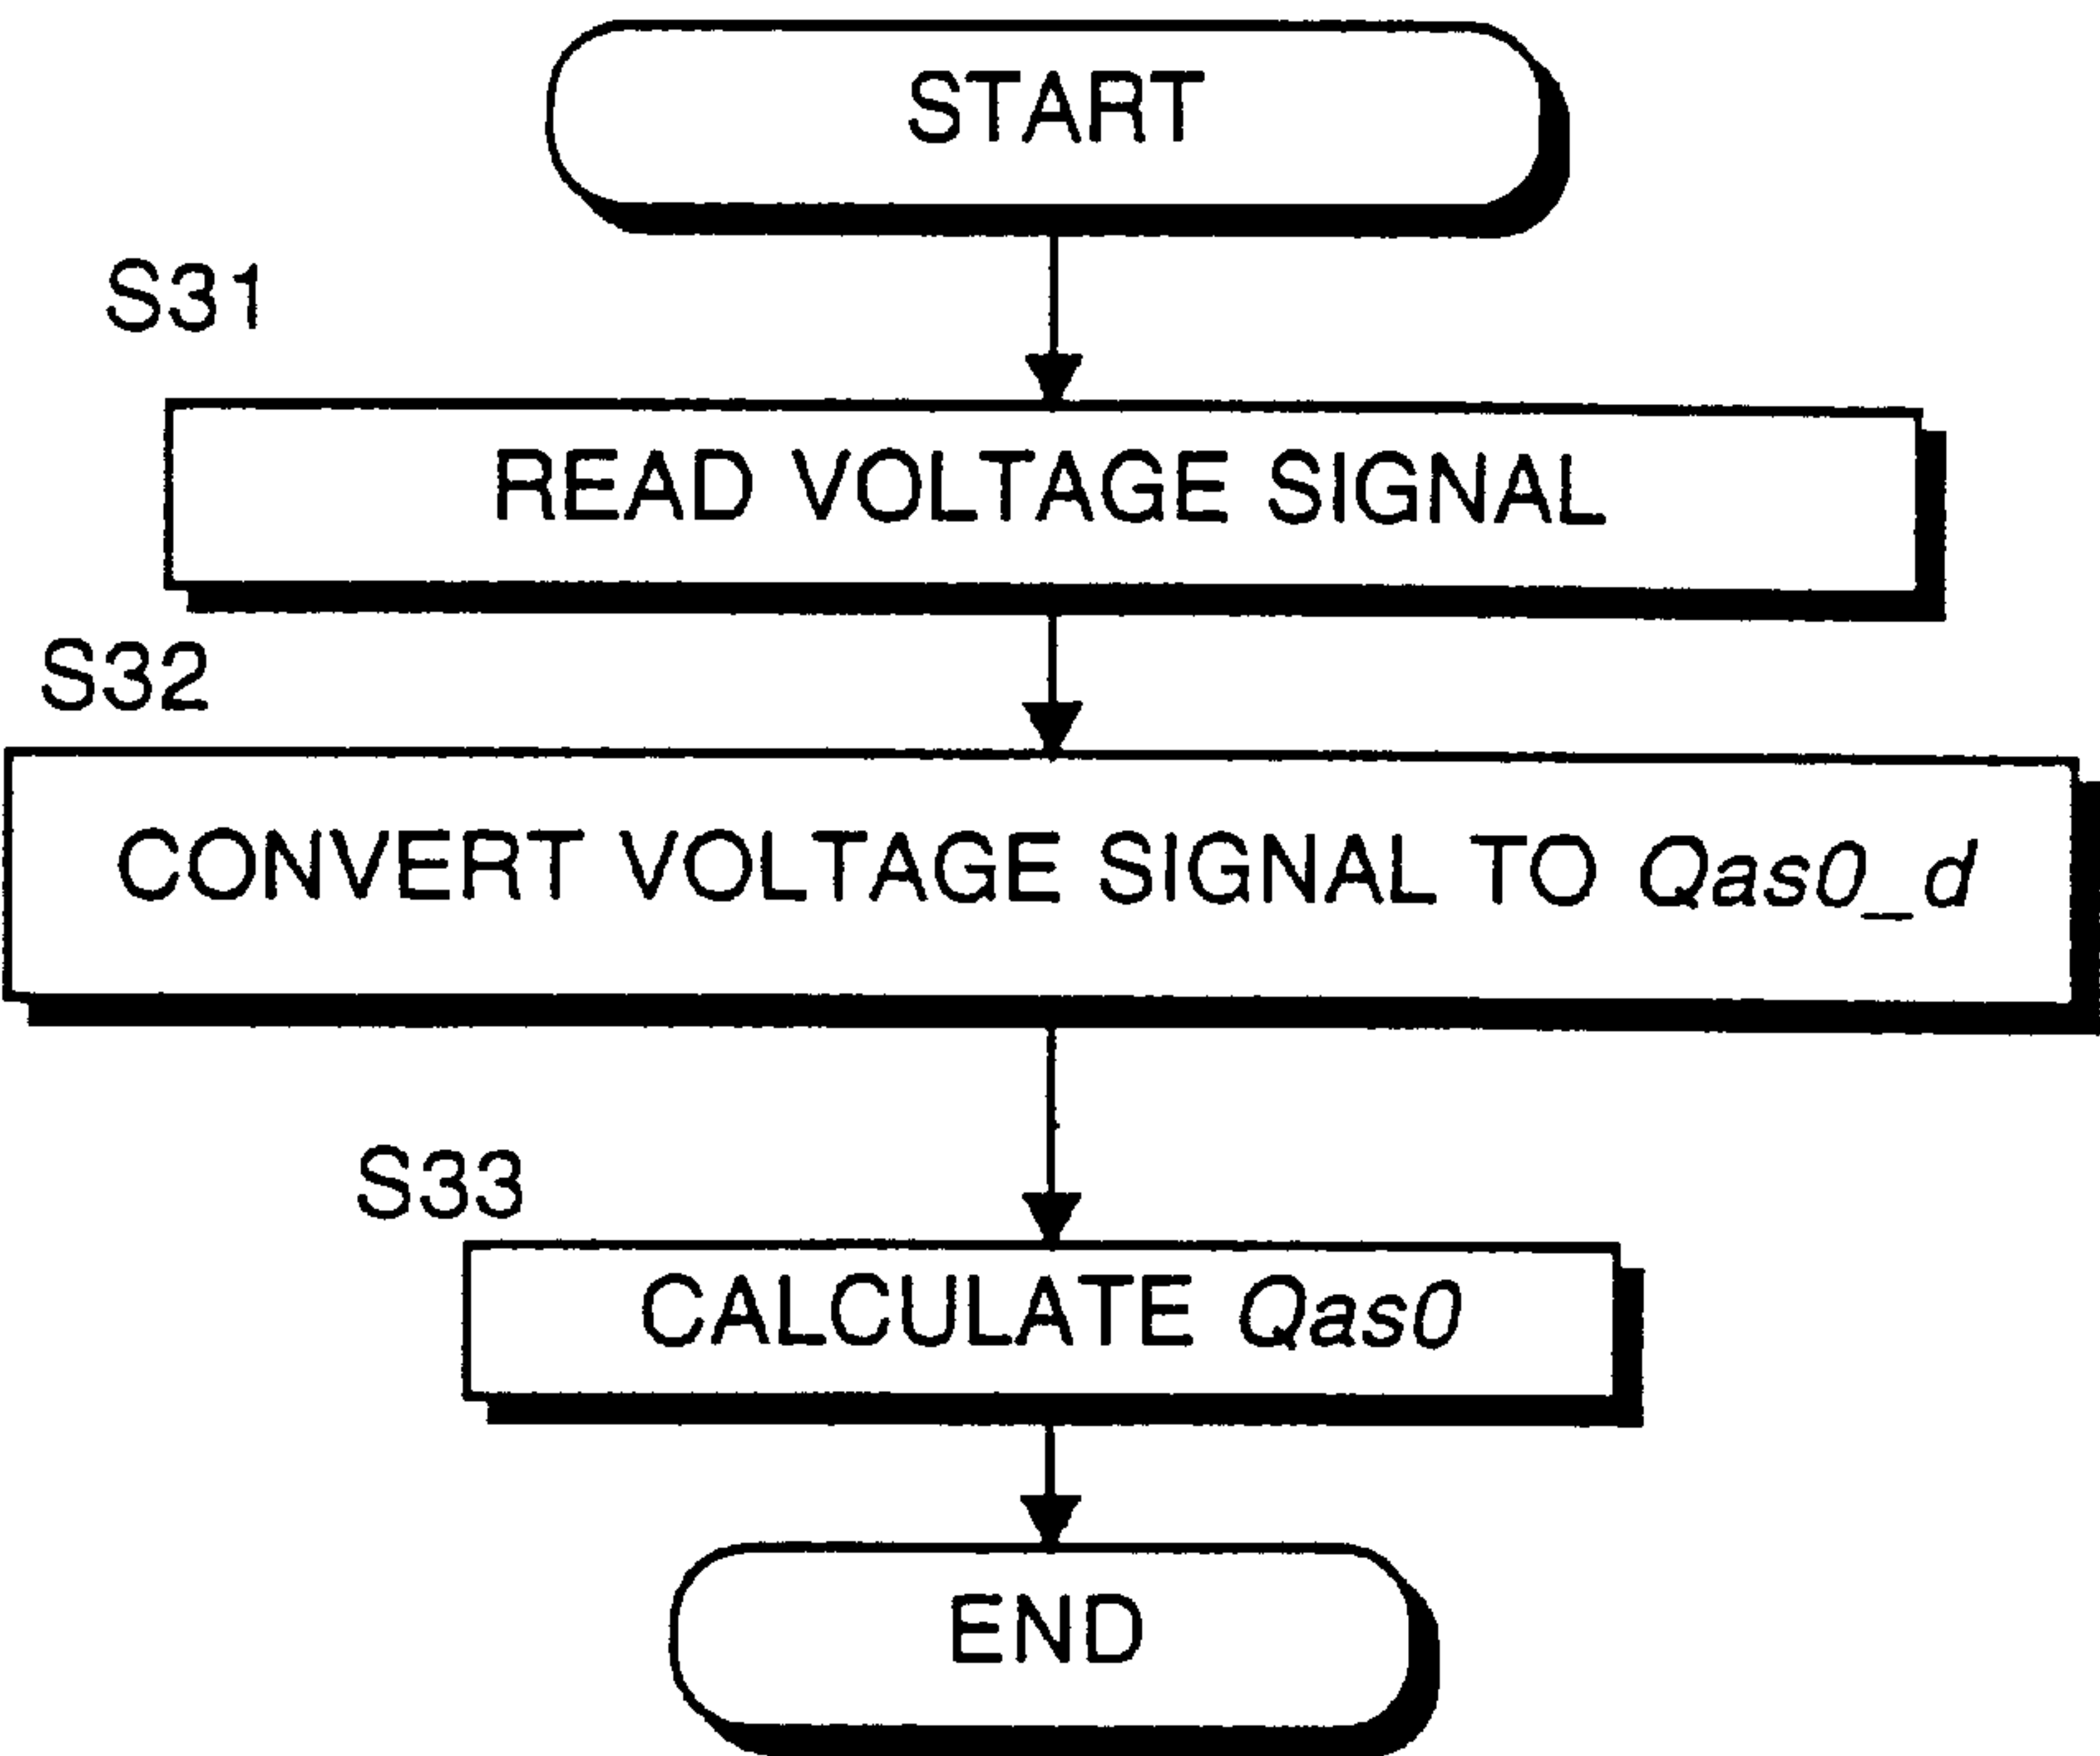 START
S31
READ VOLTAGE SIGNAL
S32
CONVERT VOLTAGE SIGNAL TO Qas0_d
S33
CALCULATE Qas0
END